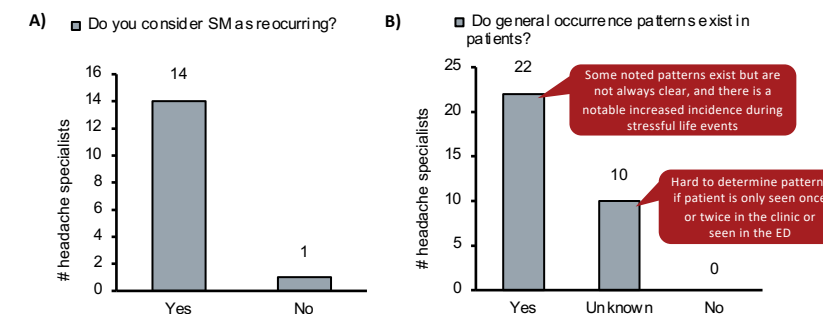 A)
Do you consider SM as reocurring?
# headache specialists
16
14
12
10
8
6
4
2
0
14
1
Yes
No
B)
Do general occurrence patterns exist in
patients?
# headache specialists
25
20
15
10
5
0
22
10
0
Some noted patterns exist but are
not always clear, and there is a
notable increased incidence during
stressful life events
Hard to determine pattern
if patient is only seen once
or twice in the clinic or
seen in the ED
Yes
Unknown
No